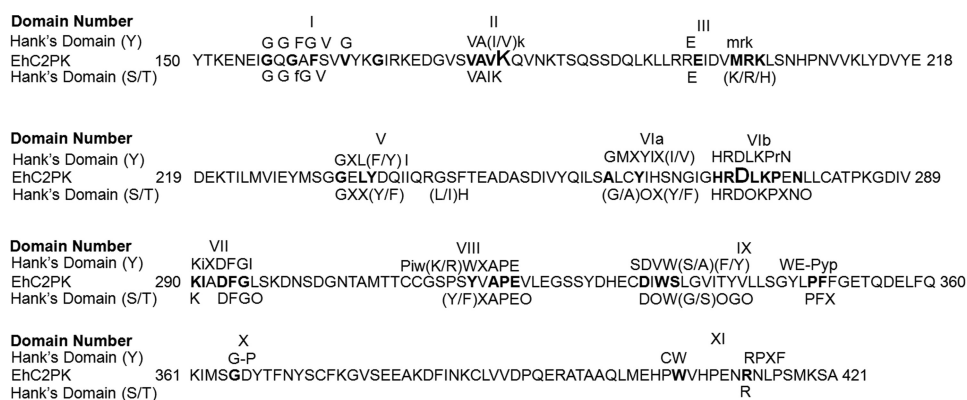 Domain Number I II III
Hank's Domain (Y) G G FG V G VA(I/V)k E mrk
EhC2PK 150 YTKENEIGQGAFSVVYKGIRKEDGVSVAVKQVNKTSQSSDQLKLLRREIDVMRKLSNHPNVVKLYDVYE 218
Hank's Domain (S/T) G G fG V VAIK E (K/R/H)
Domain Number V VIa VIb
Hank's Domain (Y) GXL(F/Y) I GMXYIX(I/V) HRDLKPrN
EhC2PK 219 DEKTILMVIEYMSGGELYDQIIQRGSFTEADASDIVYQILSALCYIHSNGIGHRDLKPENLLCATPKGDIV 289
Hank's Domain (S/T) GXX(Y/F) (L/I)H (G/A)OX(Y/F) HRDOKPXNO
Domain Number VII VIII IX
Hank's Domain (Y) KiXDFGI Piw(K/R)WXAPE SDVW(S/A)(F/Y) WE-Pyp
EhC2PK 290 KIADFGLSKDNSDGNTAMTTCCGSPSYVAPEVLEGSSYDHECDIWSLGVITYVLLSGYLPFFGETQDELFQ 360
Hank's Domain (S/T) K DFGO (Y/F)XAPEO DOW(G/S)OGO PFX
Domain Number X XI
Hank's Domain (Y) G-P CW RPXF
EhC2PK 361 KIMSGDYTFNYSCFKGVSEEAKDFINKCLVVDPQERATAAQLMEHPWVHPENRNLPSMKSA 421
Hank's Domain (S/T) R